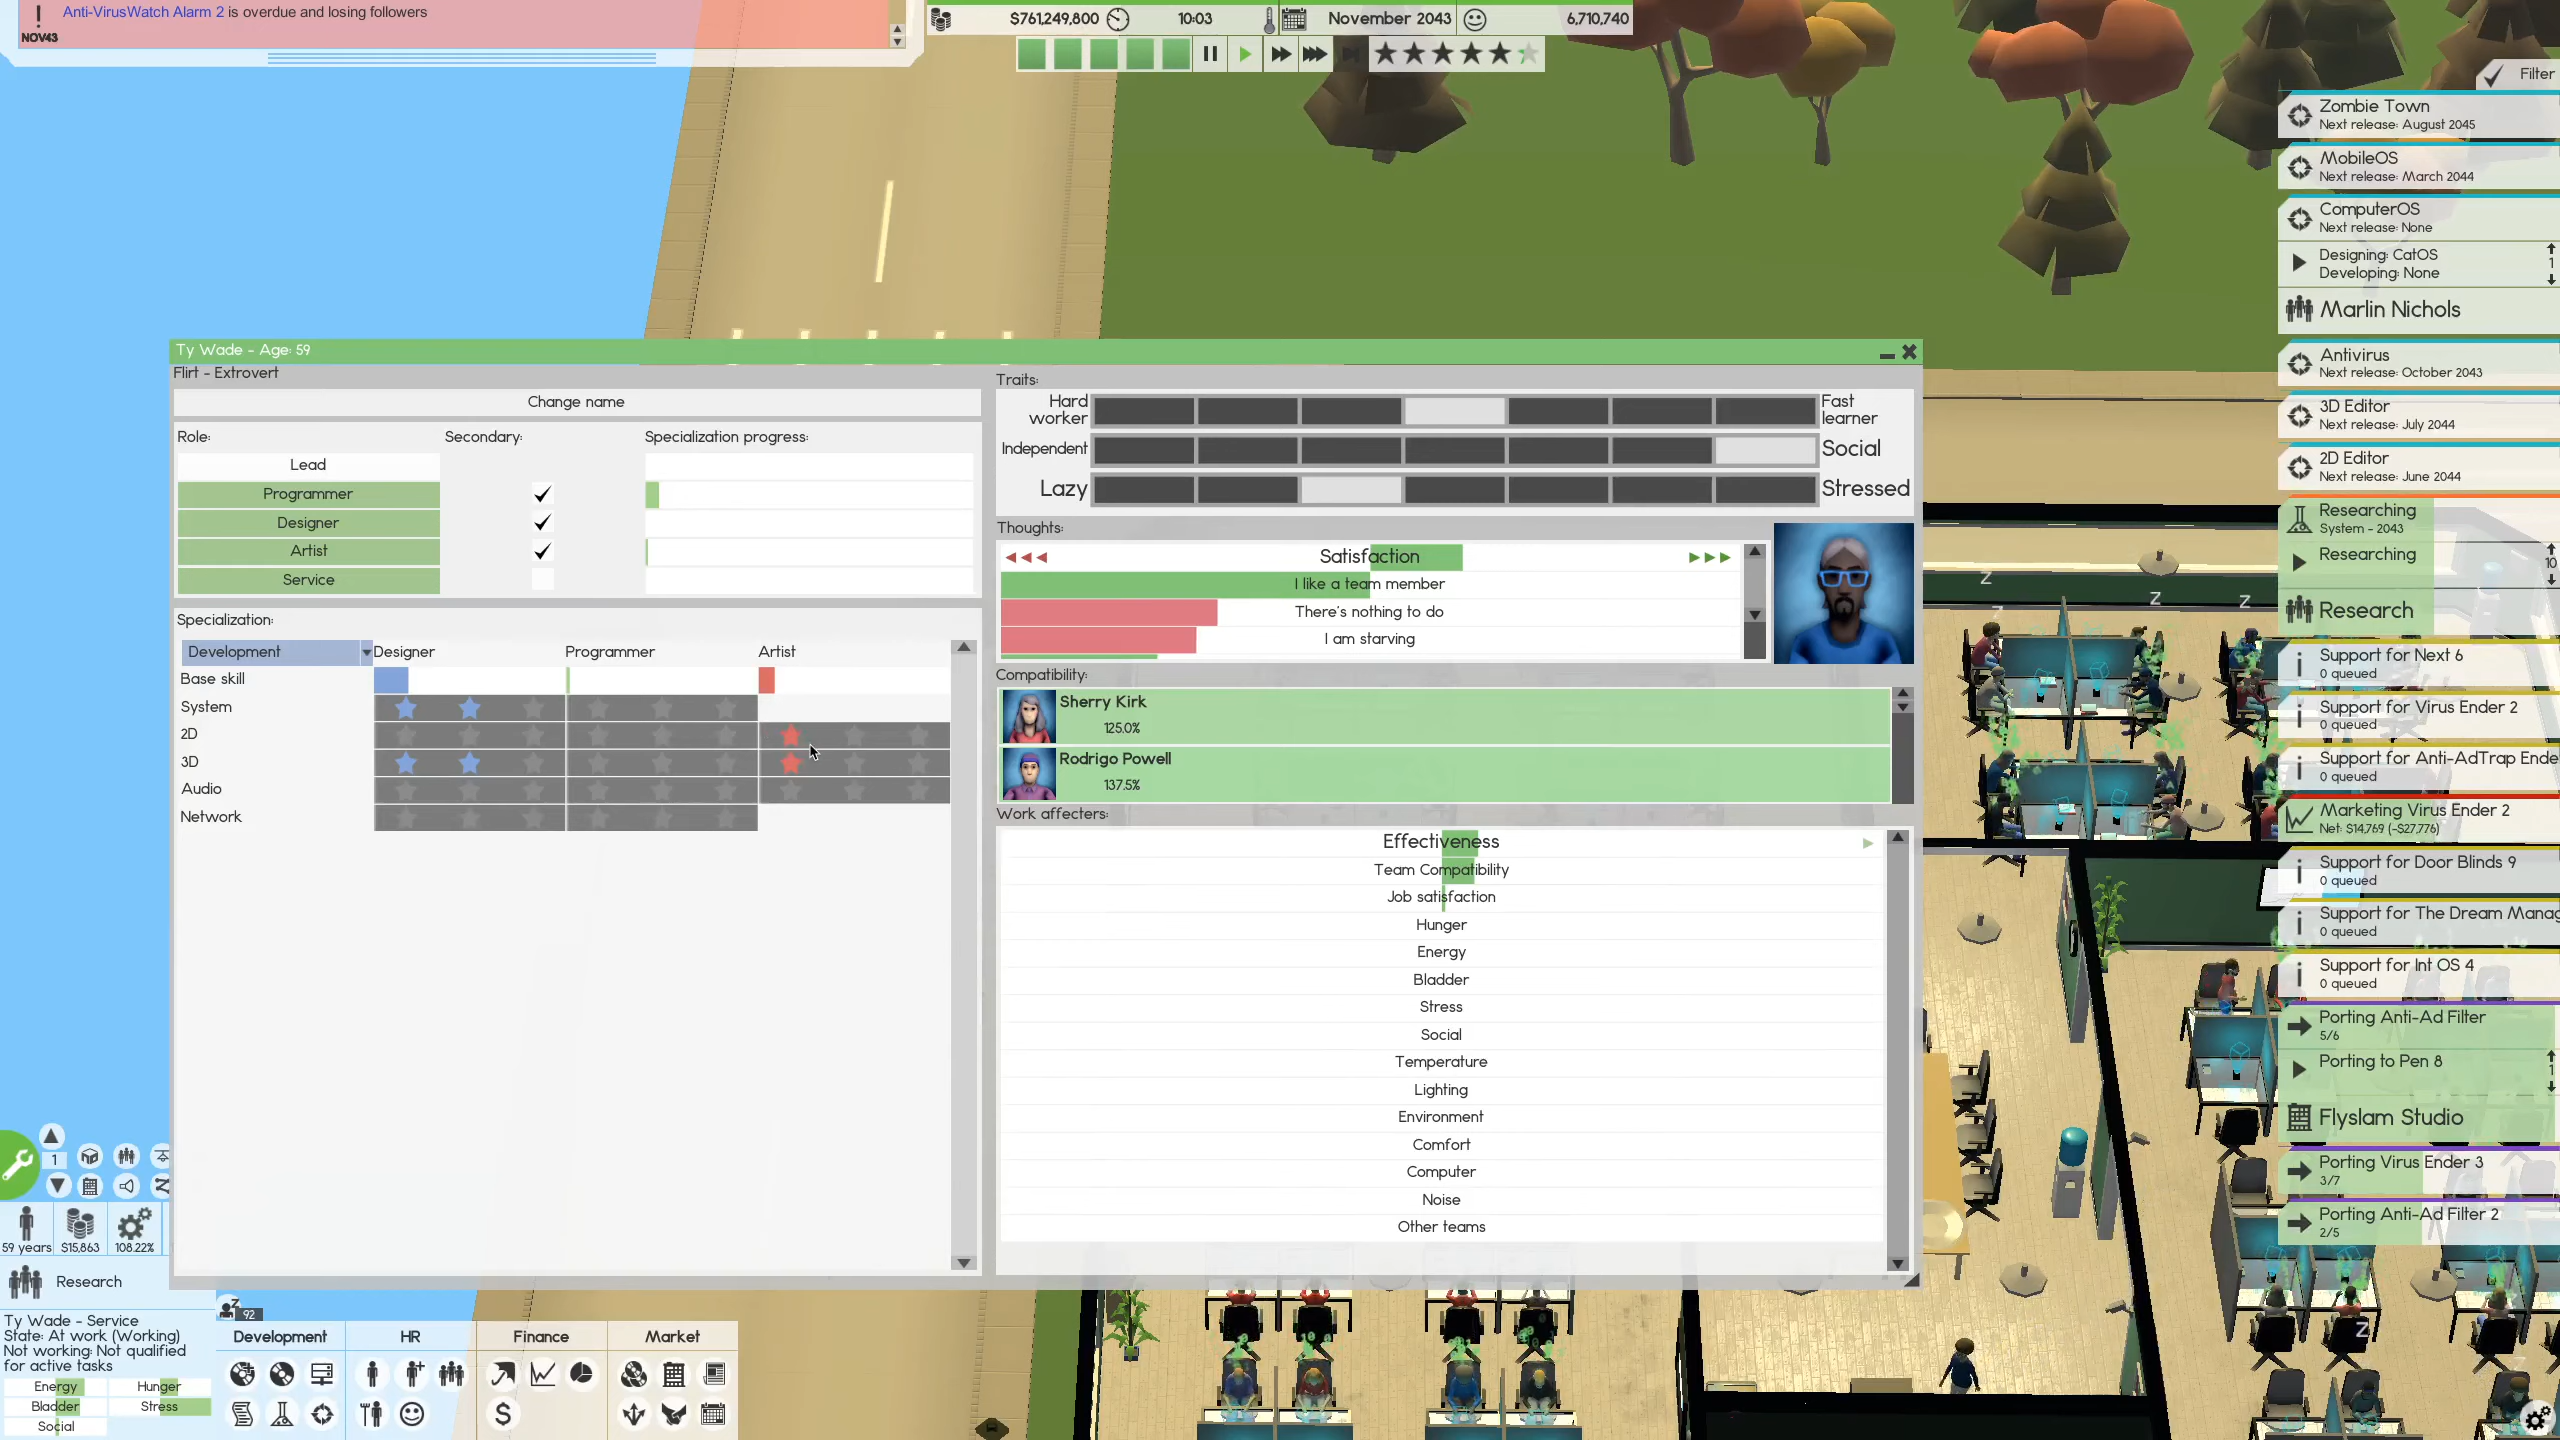 Anti-VirusWatch Alarm 2 is overdue and losing followers
NOV43
$761,249,800
10:03
November 2043
6,710,740
Filter
Zombie Town
Next release: August 2045
MobileOS
Next release: March 2044
ComputerOS
Next release: None
Designing: CatOS
Developing: None
1
Marlin Nichols
Antivirus
Next release: October 2043
3D Editor
Next release: July 2044
2D Editor
Next release: June 2044
Researching
System - 2043
Researching
10
Research
Support for Next 6
0 queued
Support for Virus Ender 2
0 queued
Support for Anti-AdTrap Ende
0 queued
Marketing Virus Ender 2
Net: $14,769 (-$27,776)
Support for Door Blinds 9
0 queued
Support for The Dream Manag
0 queued
Support for Int OS 4
0 queued
Porting Anti-Ad Filter
5/6
Porting to Pen 8
1
Flyslam Studio
Porting Virus Ender 3
3/7
Porting Anti-Ad Filter 2
2/5
Ty Wade - Age: 59
Flirt - Extrovert
Change name
Role:
Secondary:
Specialization progress:
Lead
Programmer
Designer
Artist
Service
Specialization:
Development
Designer
Programmer
Artist
Base skill
System
2D
3D
Audio
Network
Traits:
Hard worker
Fast learner
Independent
Social
Lazy
Stressed
Thoughts:
Satisfaction
I like a team member
There's nothing to do
I am starving
Compatibility:
Sherry Kirk
125.0%
Rodrigo Powell
137.5%
Work affecters:
Effectiveness
Team Compatibility
Job satisfaction
Hunger
Energy
Bladder
Stress
Social
Temperature
Lighting
Environment
Comfort
Computer
Noise
Other teams
Z
Z
Z
Z
Z
1
59 years
$15,863
108.22%
Research
Ty Wade - Service
State: At work (Working)
Not working: Not qualified
for active tasks
Energy
Hunger
Bladder
Stress
Social
92
Development
HR
Finance
Market